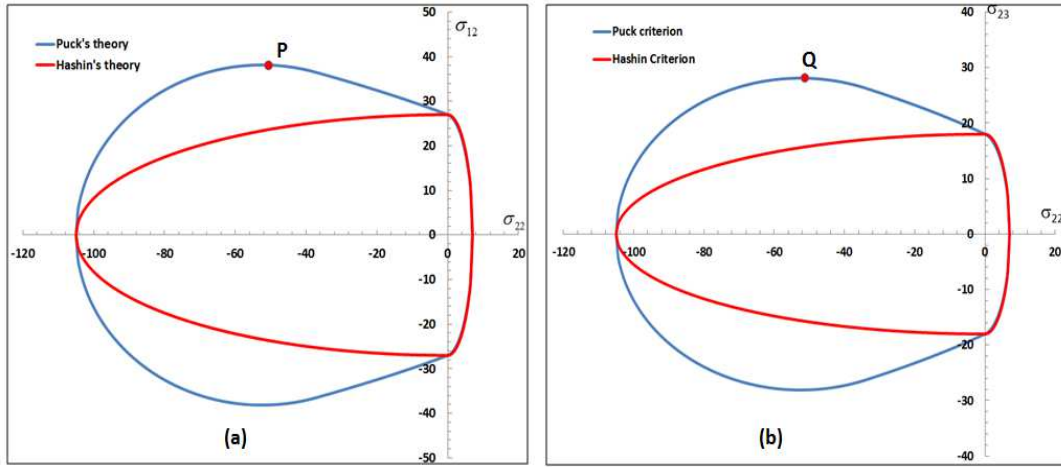 50
σ12
Puck's theory
Hashin's theory
P
40
30
20
10
σ22
0
-120 -100 -80 -60 -40 -20 0 20
-10
-20
-30
-40
-50
(a)
40
σ23
Puck criterion
Hashin Criterion
Q
30
20
10
σ22
0
-120 -100 -80 -60 -40 -20 0 20
-10
-20
-30
-40
(b)